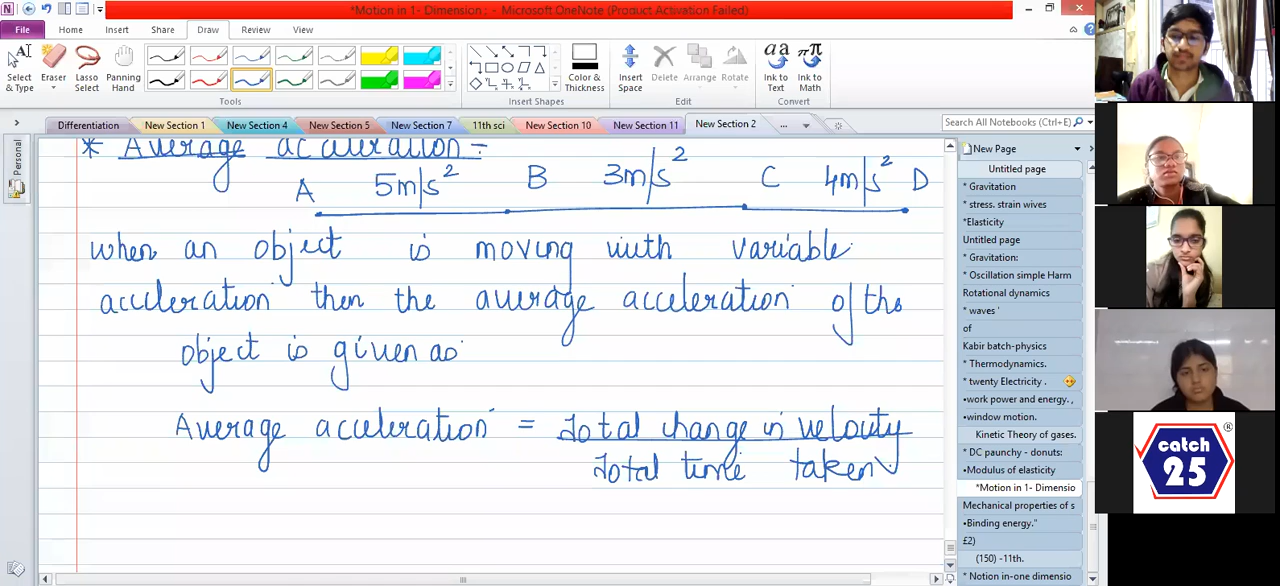 *Motion in 1- Dimension : - Microsoft OneNote (Product Activation Failed)
File Home Insert Share Draw Review View
Select & Type
Eraser
Lasso Select
Panning Hand
Color & Thickness
Insert Space
Delete
Arrange
Rotate
Ink to Text
Ink to Math
Tools
Insert Shapes
Edit
Convert
Differentiation New Section 1 New Section 4 New Section 5 New Section 7 11th sci New Section 10 New Section 11 New Section 2 ...
Search All Notebooks (Ctrl+E)
Personal
* Average acceleration :-
A 5m/s² B 3m/s² C 4m/s² D
when an object is moving with variable
acceleration then the average acceleration of the
object is given as
Average acceleration = Total change in velocity
Total time taken
New Page
Untitled page
* Gravitation
* stress. strain wives
*Elasticity
Untitled page
* Gravitation:
* Oscillation simple Harm
Rotational dynamics
* waves '
of
Kabir batch-physics
* Thermodynamics.
* twenty Electricity .
•work power and energy. ,
•window motion.
Kinetic Theory of gases.
* DC paunchy - donuts:
•Modulus of elasticity
*Motion in 1- Dimensio
Mechanical properties of s
•Binding energy."
£2)
(150) -11th.
* Notion in-one dimensio
catch
25
®